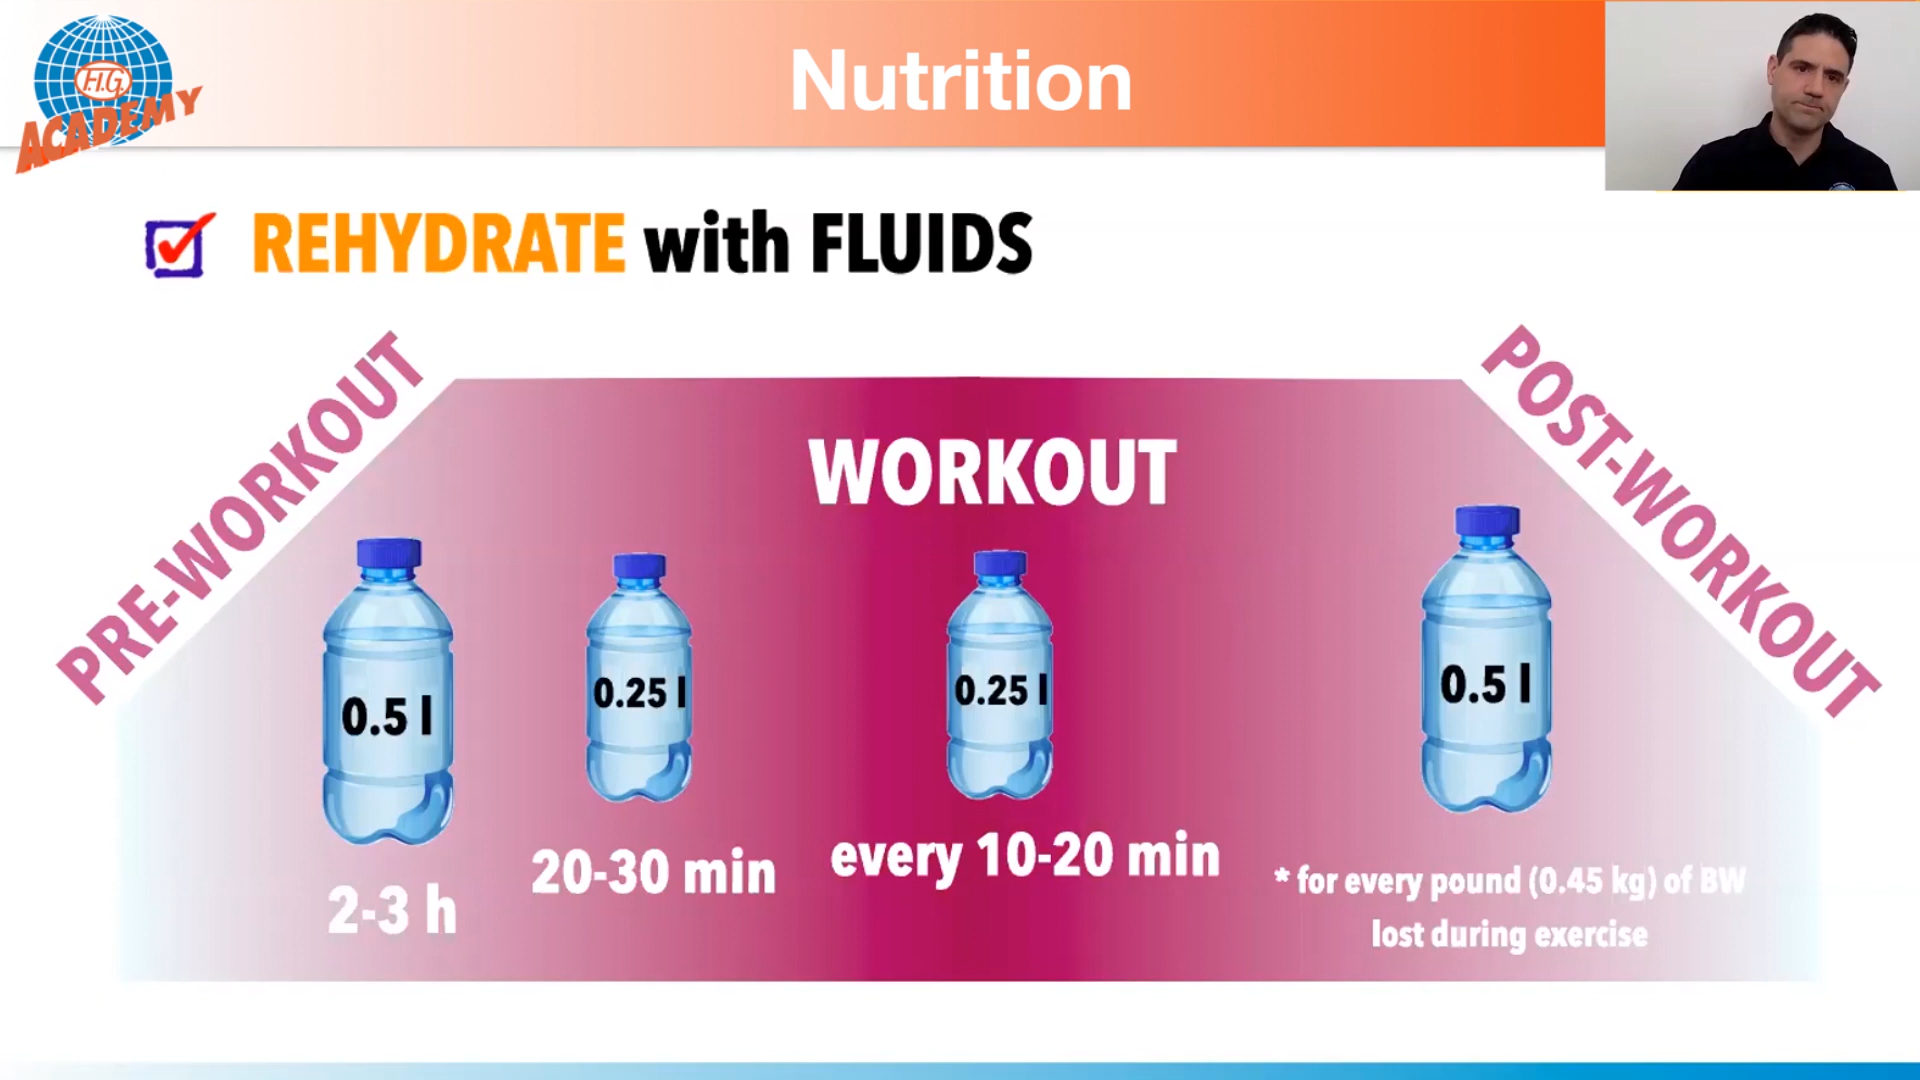 Nutrition
F.I.G.
ACADEMY
REHYDRATE with FLUIDS
PRE-WORKOUT
WORKOUT
POST-WORKOUT
0.5 l
0.25 l
0.25 l
0.5 l
2-3 h
20-30 min
every 10-20 min
* for every pound (0.45 kg) of BW
lost during exercise